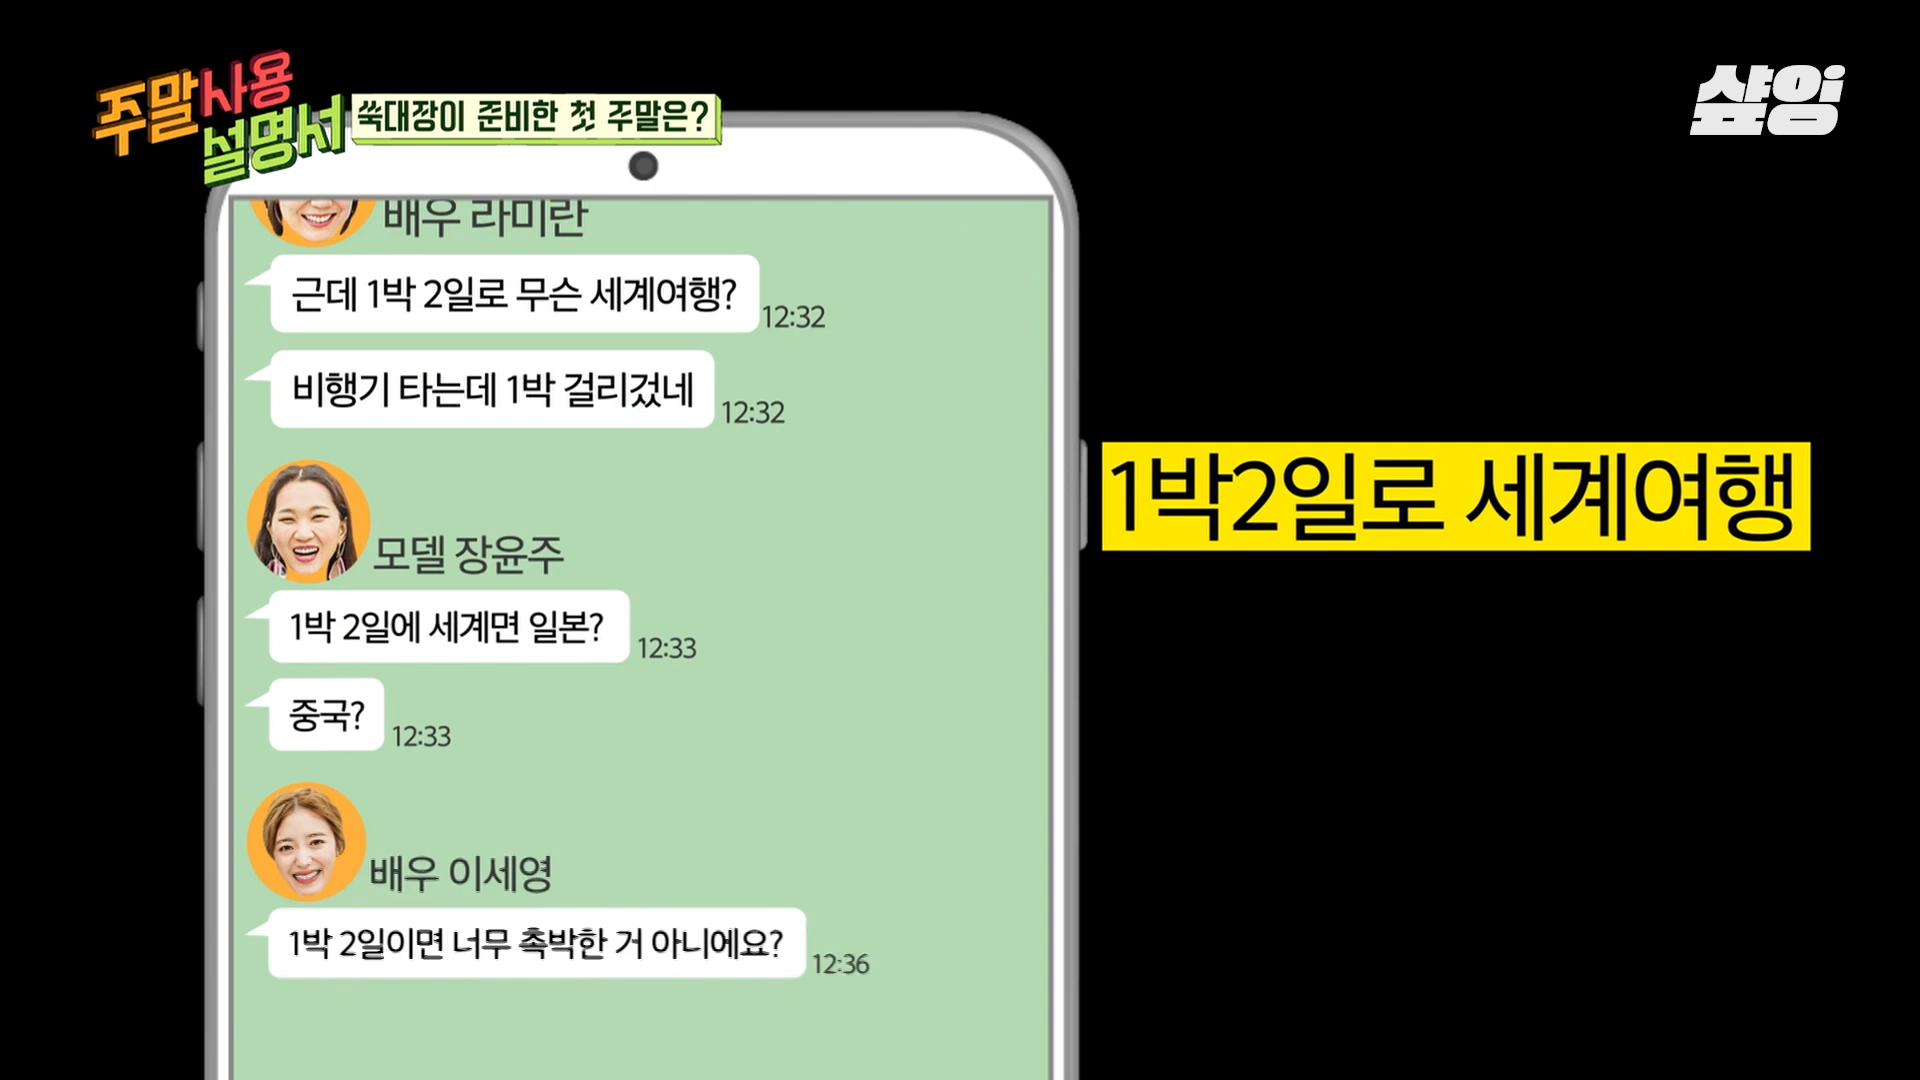 주말사용
설명서
쑥대장이 준비한 첫 주말은?
샾잉
배우 라미란
근데 1박 2일로 무슨 세계여행?
12:32
비행기 타는데 1박 걸리겄네
12:32
모델 장윤주
1박 2일에 세계면 일본?
12:33
중국?
12:33
배우 이세영
1박 2일이면 너무 촉박한 거 아니에요?
12:36
1박2일로 세계여행